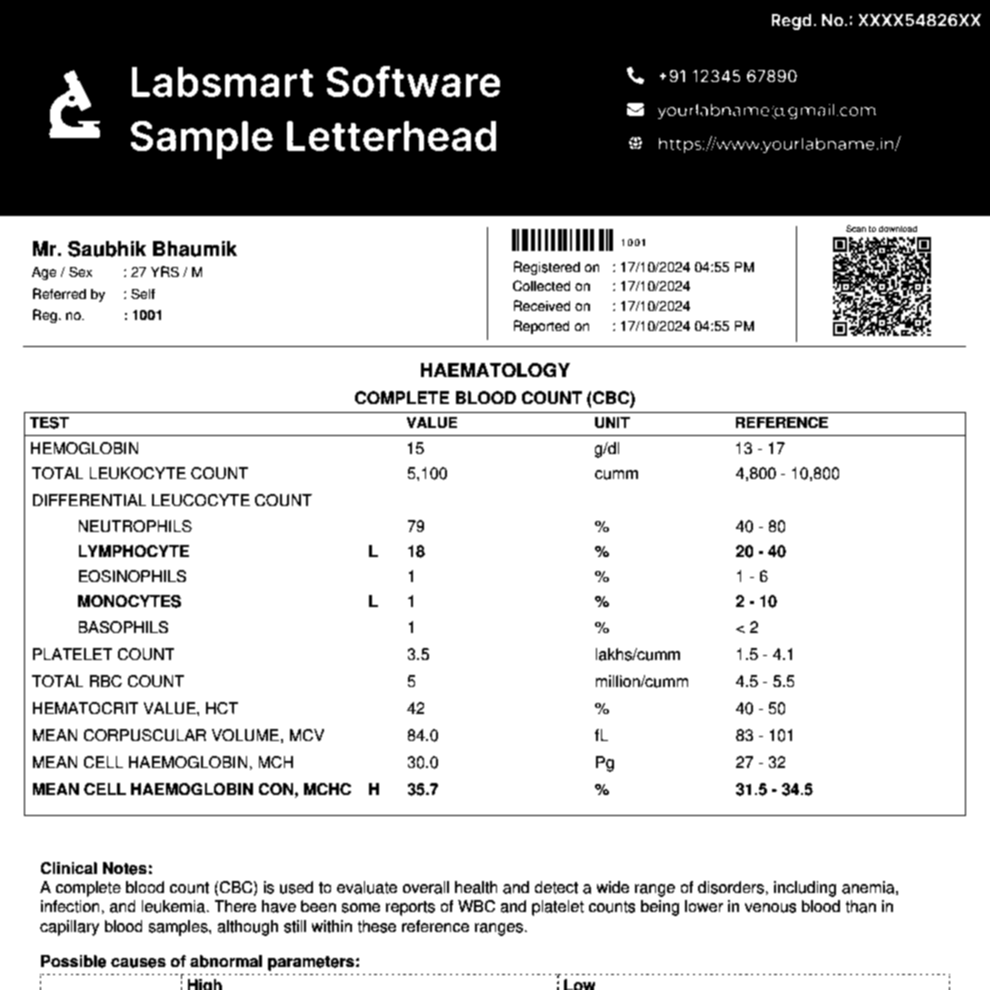 Regd. No.: XXXX54826XX
Labsmart Software
Sample Letterhead
+91 12345 67890
yourlabname@gmail.com
https://www.yourlabname.in/
Mr. Saubhik Bhaumik
Age / Sex : 27 YRS / M
Referred by : Self
Reg. no. : 1001
1001
Registered on : 17/10/2024 04:55 PM
Collected on : 17/10/2024
Received on : 17/10/2024
Reported on : 17/10/2024 04:55 PM
Scan to download
HAEMATOLOGY
COMPLETE BLOOD COUNT (CBC)
TEST VALUE UNIT REFERENCE
HEMOGLOBIN 15 g/dl 13 - 17
TOTAL LEUKOCYTE COUNT 5,100 cumm 4,800 - 10,800
DIFFERENTIAL LEUCOCYTE COUNT
NEUTROPHILS 79 % 40 - 80
LYMPHOCYTE L 18 % 20 - 40
EOSINOPHILS 1 % 1 - 6
MONOCYTES L 1 % 2 - 10
BASOPHILS 1 % < 2
PLATELET COUNT 3.5 lakhs/cumm 1.5 - 4.1
TOTAL RBC COUNT 5 million/cumm 4.5 - 5.5
HEMATOCRIT VALUE, HCT 42 % 40 - 50
MEAN CORPUSCULAR VOLUME, MCV 84.0 fL 83 - 101
MEAN CELL HAEMOGLOBIN, MCH 30.0 Pg 27 - 32
MEAN CELL HAEMOGLOBIN CON, MCHC H 35.7 % 31.5 - 34.5
Clinical Notes:
A complete blood count (CBC) is used to evaluate overall health and detect a wide range of disorders, including anemia,
infection, and leukemia. There have been some reports of WBC and platelet counts being lower in venous blood than in
capillary blood samples, although still within these reference ranges.
Possible causes of abnormal parameters:
High Low